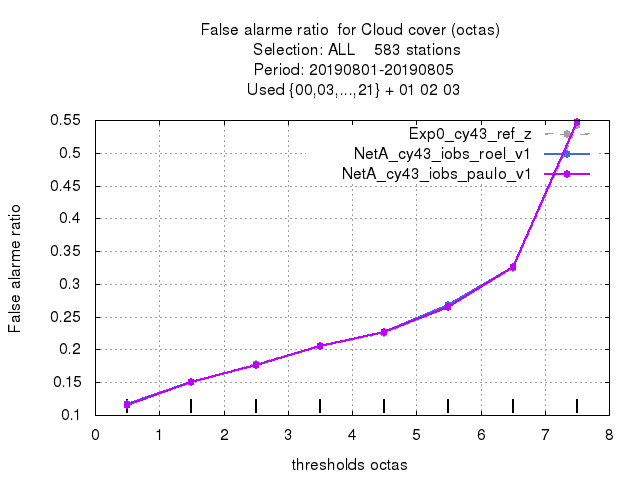 False alarme ratio  for Cloud cover (octas)
Selection: ALL    583 stations
Period: 20190801-20190805
Used {00,03,...,21} + 01 02 03
Exp0_cy43_ref_z
NetA_cy43_iobs_roel_v1
NetA_cy43_iobs_paulo_v1
False alarme ratio
0.55
0.5
0.45
0.4
0.35
0.3
0.25
0.2
0.15
0.1
0 1 2 3 4 5 6 7 8
thresholds octas